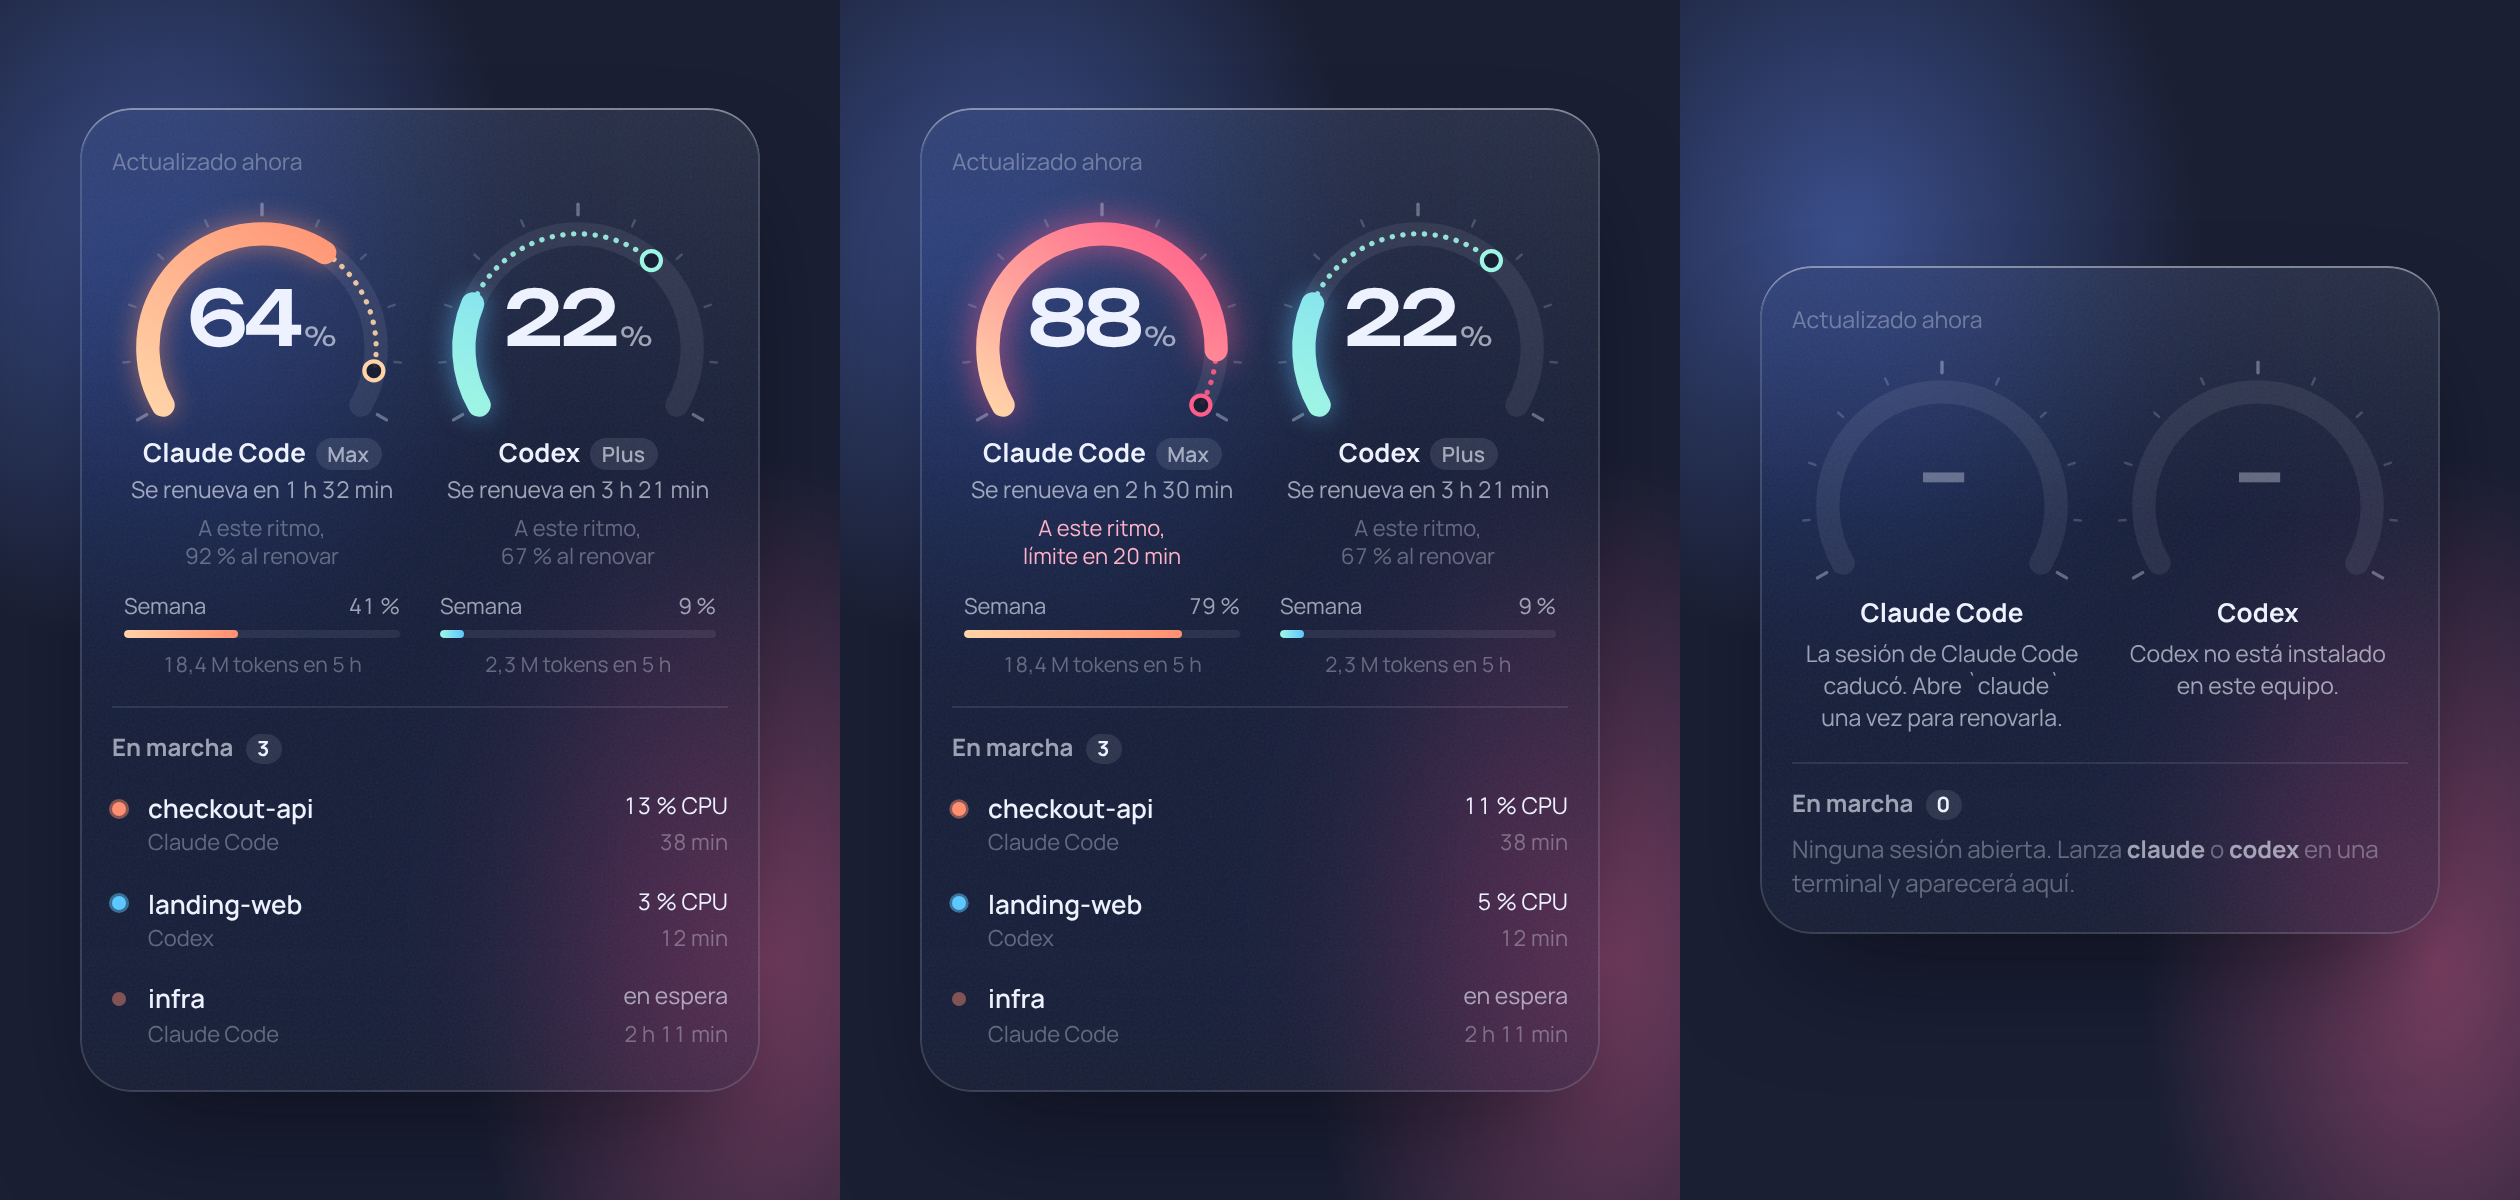 Actualizado ahora
64%
22%
Claude Code Max
Codex Plus
Se renueva en 1 h 32 min
Se renueva en 3 h 21 min
A este ritmo,
92 % al renovar
A este ritmo,
67 % al renovar
Semana 41 %
Semana 9 %
18,4 M tokens en 5 h
2,3 M tokens en 5 h
En marcha 3
checkout-api 13 % CPU
Claude Code 38 min
landing-web 3 % CPU
Codex 12 min
infra en espera
Claude Code 2 h 11 min
Actualizado ahora
88%
22%
Claude Code Max
Codex Plus
Se renueva en 2 h 30 min
Se renueva en 3 h 21 min
A este ritmo,
límite en 20 min
A este ritmo,
67 % al renovar
Semana 79 %
Semana 9 %
18,4 M tokens en 5 h
2,3 M tokens en 5 h
En marcha 3
checkout-api 11 % CPU
Claude Code 38 min
landing-web 5 % CPU
Codex 12 min
infra en espera
Claude Code 2 h 11 min
Actualizado ahora
–
–
Claude Code
Codex
La sesión de Claude Code
caducó. Abre `claude`
una vez para renovarla.
Codex no está instalado
en este equipo.
En marcha 0
Ninguna sesión abierta. Lanza claude o codex en una
terminal y aparecerá aquí.